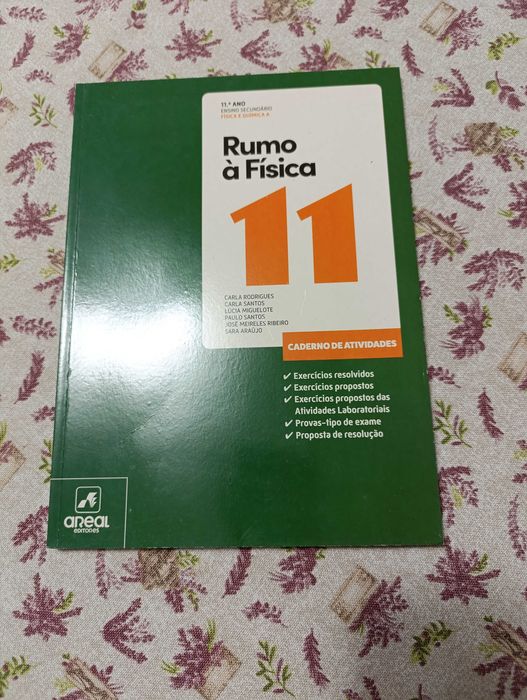 11.º ANO
ENSINO SECUNDÁRIO
FÍSICA E QUÍMICA A
Rumo
à Física
11
CARLA RODRIGUES
CARLA SANTOS
LÚCIA MIGUELOTE
PAULO SANTOS
JOSÉ MEIRELES RIBEIRO
SARA ARAÚJO
CADERNO DE ATIVIDADES
✓ Exercícios resolvidos
✓ Exercícios propostos
✓ Exercícios propostos das
Atividades Laboratoriais
✓ Provas-tipo de exame
✓ Proposta de resolução
areal
EDITORES